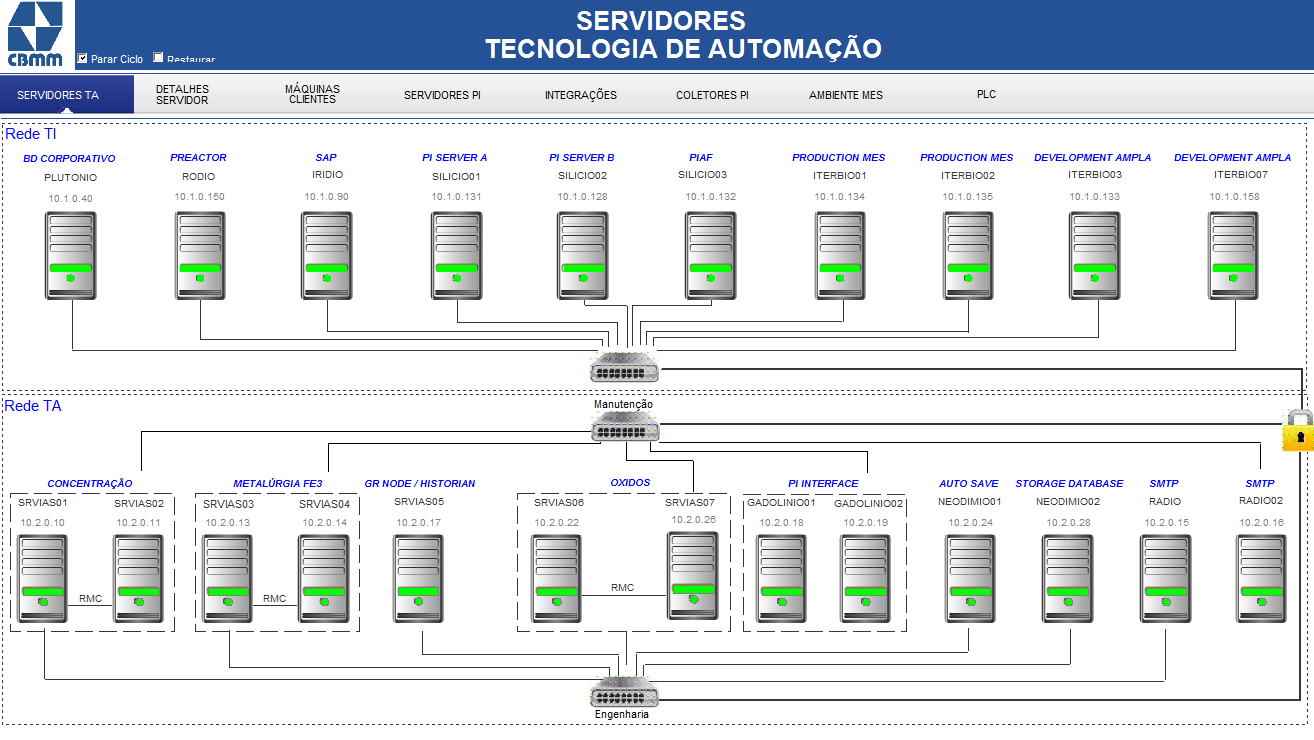 SERVIDORES
TECNOLOGIA DE AUTOMAÇÃO
CBMM
Parar Ciclo Restaurar
SERVIDORES TA
DETALHES
SERVIDOR
MÁQUINAS
CLIENTES
SERVIDORES PI
INTEGRAÇÕES
COLETORES PI
AMBIENTE MES
PLC
Rede TI
BD CORPORATIVO PREACTOR SAP PI SERVER A PI SERVER B PIAF PRODUCTION MES PRODUCTION MES DEVELOPMENT AMPLA DEVELOPMENT AMPLA
PLUTONIO RODIO IRIDIO SILICIO01 SILICIO02 SILICIO03 ITERBIO01 ITERBIO02 ITERBIO03 ITERBIO07
10.1.0.40 10.1.0.150 10.1.0.90 10.1.0.131 10.1.0.128 10.1.0.132 10.1.0.134 10.1.0.135 10.1.0.133 10.1.0.158
Rede TA
Manutenção
CONCENTRAÇÃO METALÚRGIA FE3 GR NODE / HISTORIAN OXIDOS PI INTERFACE AUTO SAVE STORAGE DATABASE SMTP SMTP
SRVIAS01 SRVIAS02 SRVIAS03 SRVIAS04 SRVIAS05 SRVIAS06 SRVIAS07 GADOLINIO01 GADOLINIO02 NEODIMIO01 NEODIMIO02 RADIO RADIO02
10.2.0.10 10.2.0.11 10.2.0.13 10.2.0.14 10.2.0.17 10.2.0.22 10.2.0.26 10.2.0.18 10.2.0.19 10.2.0.24 10.2.0.28 10.2.0.15 10.2.0.16
RMC RMC RMC
Engenharia